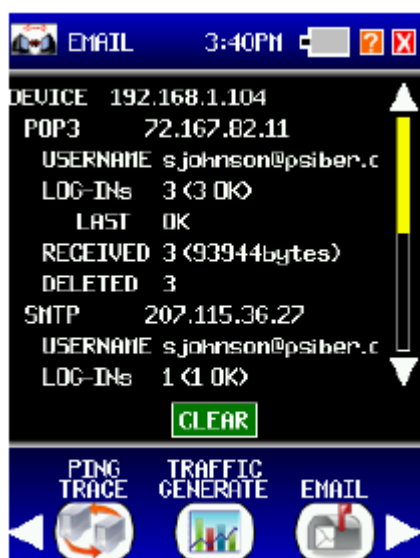 EMAIL 3:40PM ? X
DEVICE 192.168.1.104
POP3 72.167.82.11
USERNAME sjohnson@psiber.c
LOG-INs 3 (3 OK)
LAST OK
RECEIVED 3 (93944bytes)
DELETED 3
SMTP 207.115.36.27
USERNAME sjohnson@psiber.c
LOG-INs 1 (1 OK)
CLEAR
PING TRACE
TRAFFIC GENERATE
EMAIL